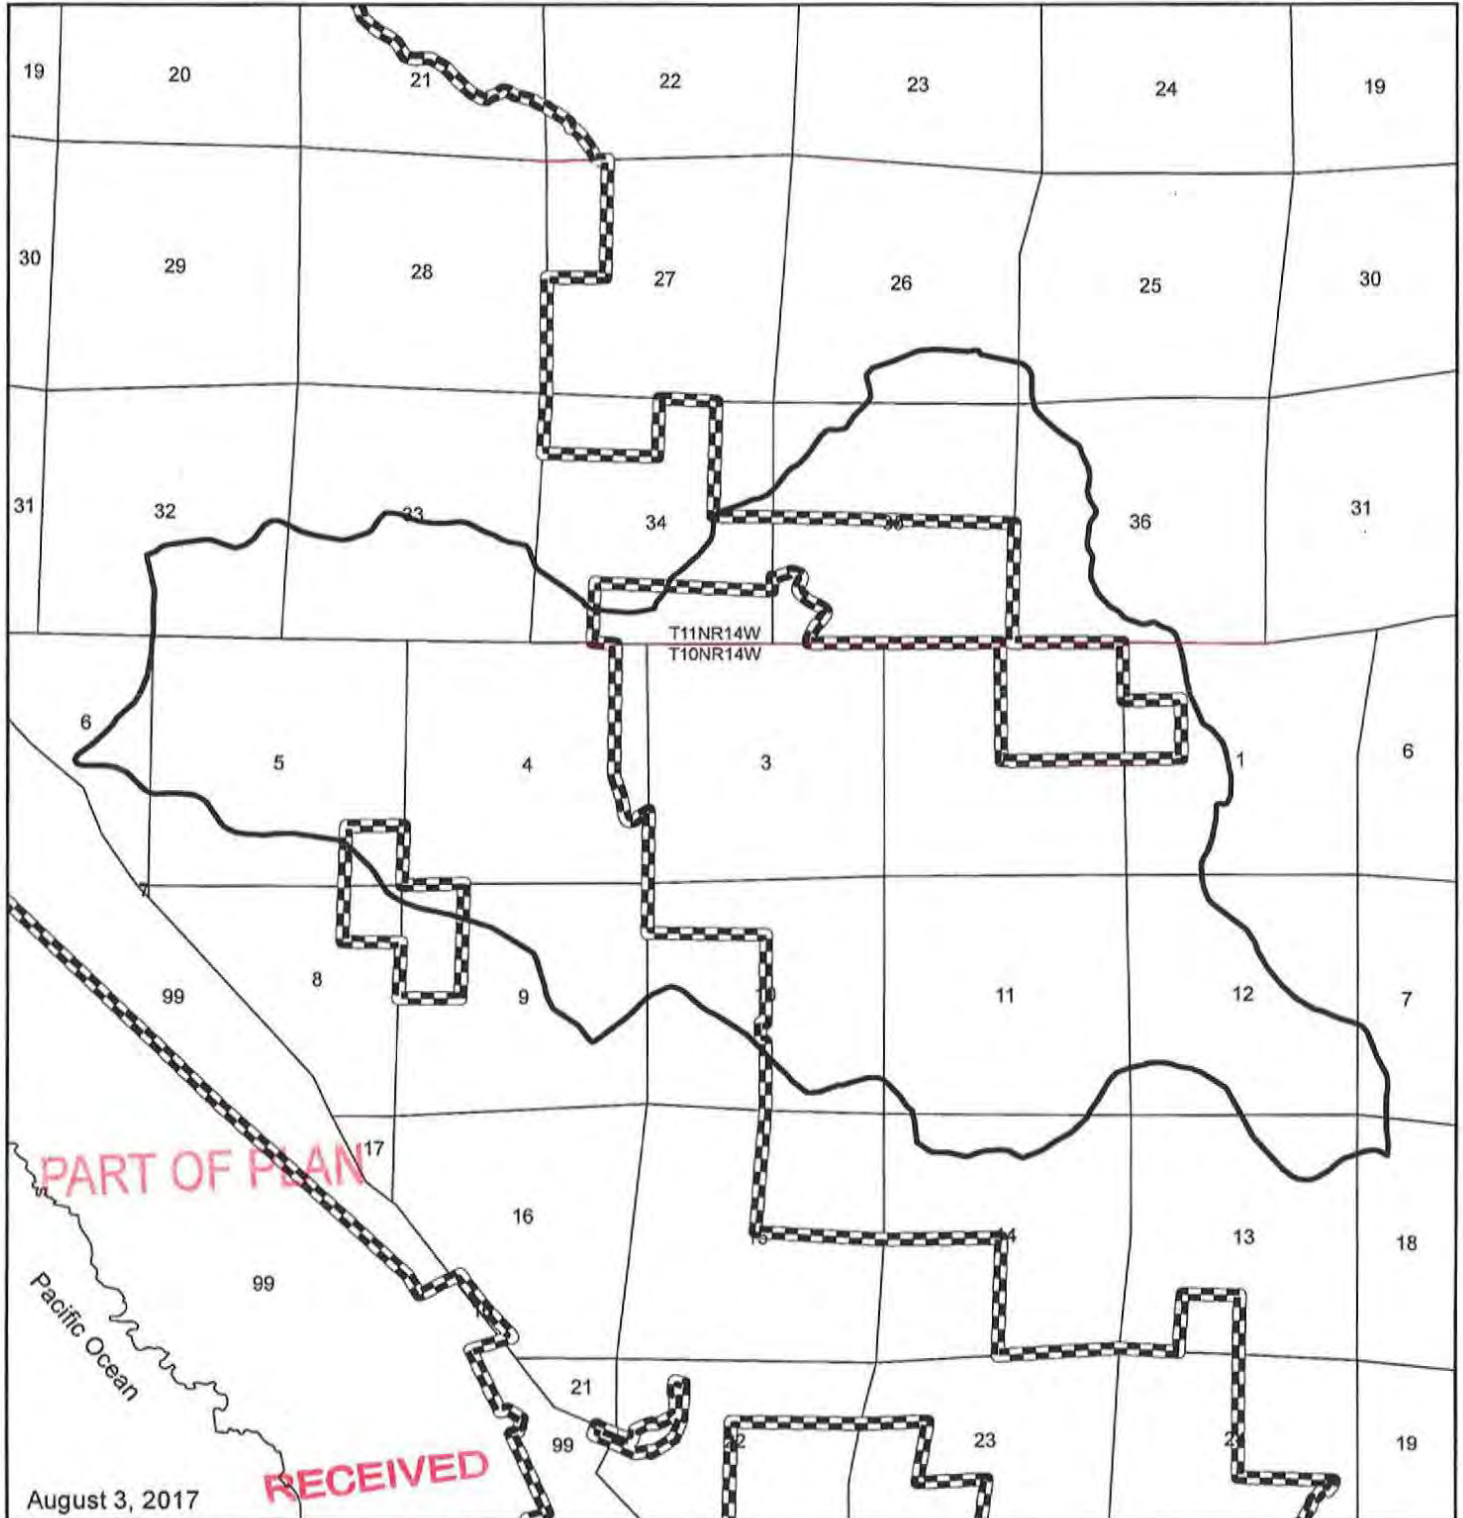 19 20 21 22 23 24 19
30 29 28 27 26 25 30
31 32 33 34 36 31
T11NR14W
T10NR14W
6 5 4 3 1 6
7
99 8 9 11 12 7
PART OF PLAN
17
16 13 18
99
Pacific Ocean
21
99 23 19
RECEIVED
August 3, 2017